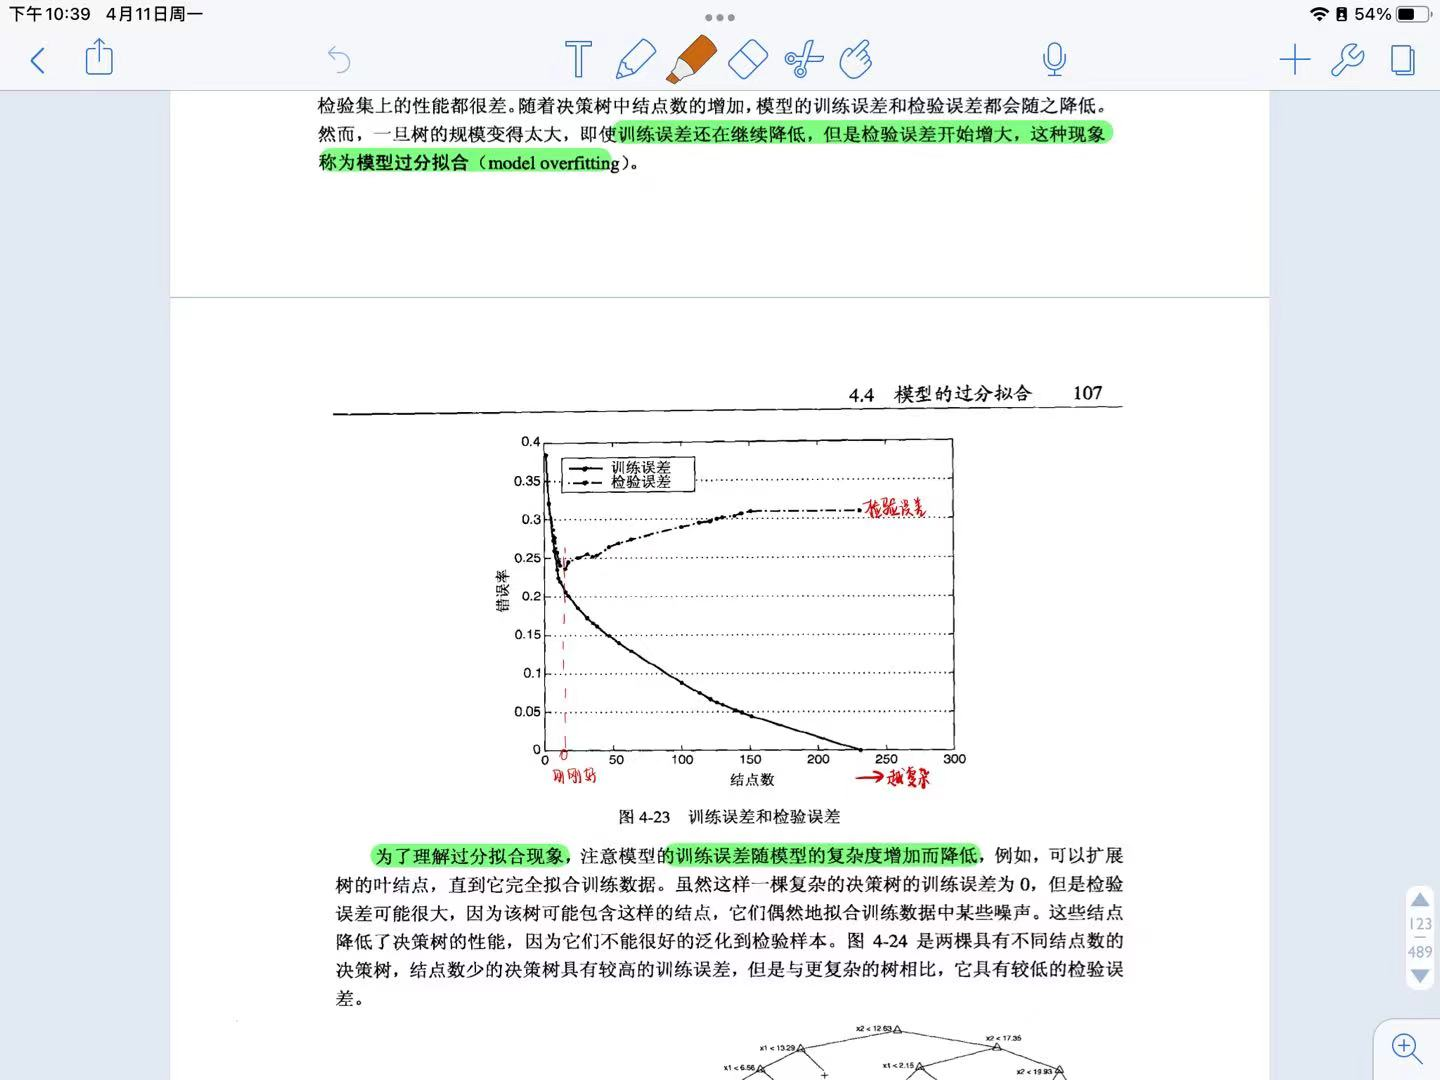 下午10:39 4月11日周一
54%
检验集上的性能都很差。随着决策树中结点数的增加,模型的训练误差和检验误差都会随之降低。
然而,一旦树的规模变得太大,即使训练误差还在继续降低,但是检验误差开始增大,这种现象
称为模型过分拟合(model overfitting)。
4.4 模型的过分拟合 107
0.4
训练误差
0.35
检验误差
0.3
检验误差
0.25
错误率
0.2
0.15
0.1
0.05
0
0 50 100 150 200 250 300
刚刚好
结点数
→越复杂
图 4-23 训练误差和检验误差
为了理解过分拟合现象,注意模型的训练误差随模型的复杂度增加而降低,例如,可以扩展
树的叶结点,直到它完全拟合训练数据。虽然这样一棵复杂的决策树的训练误差为 0,但是检验
误差可能很大,因为该树可能包含这样的结点,它们偶然地拟合训练数据中某些噪声。这些结点
降低了决策树的性能,因为它们不能很好的泛化到检验样本。图 4-24 是两棵具有不同结点数的
决策树,结点数少的决策树具有较高的训练误差,但是与更复杂的树相比,它具有较低的检验误
差。
123
489
x2 < 12.63
x2 < 17.35
x1 < 13.29
x1 < 6.56
x1 < 2.15
x2 < 19.93
+